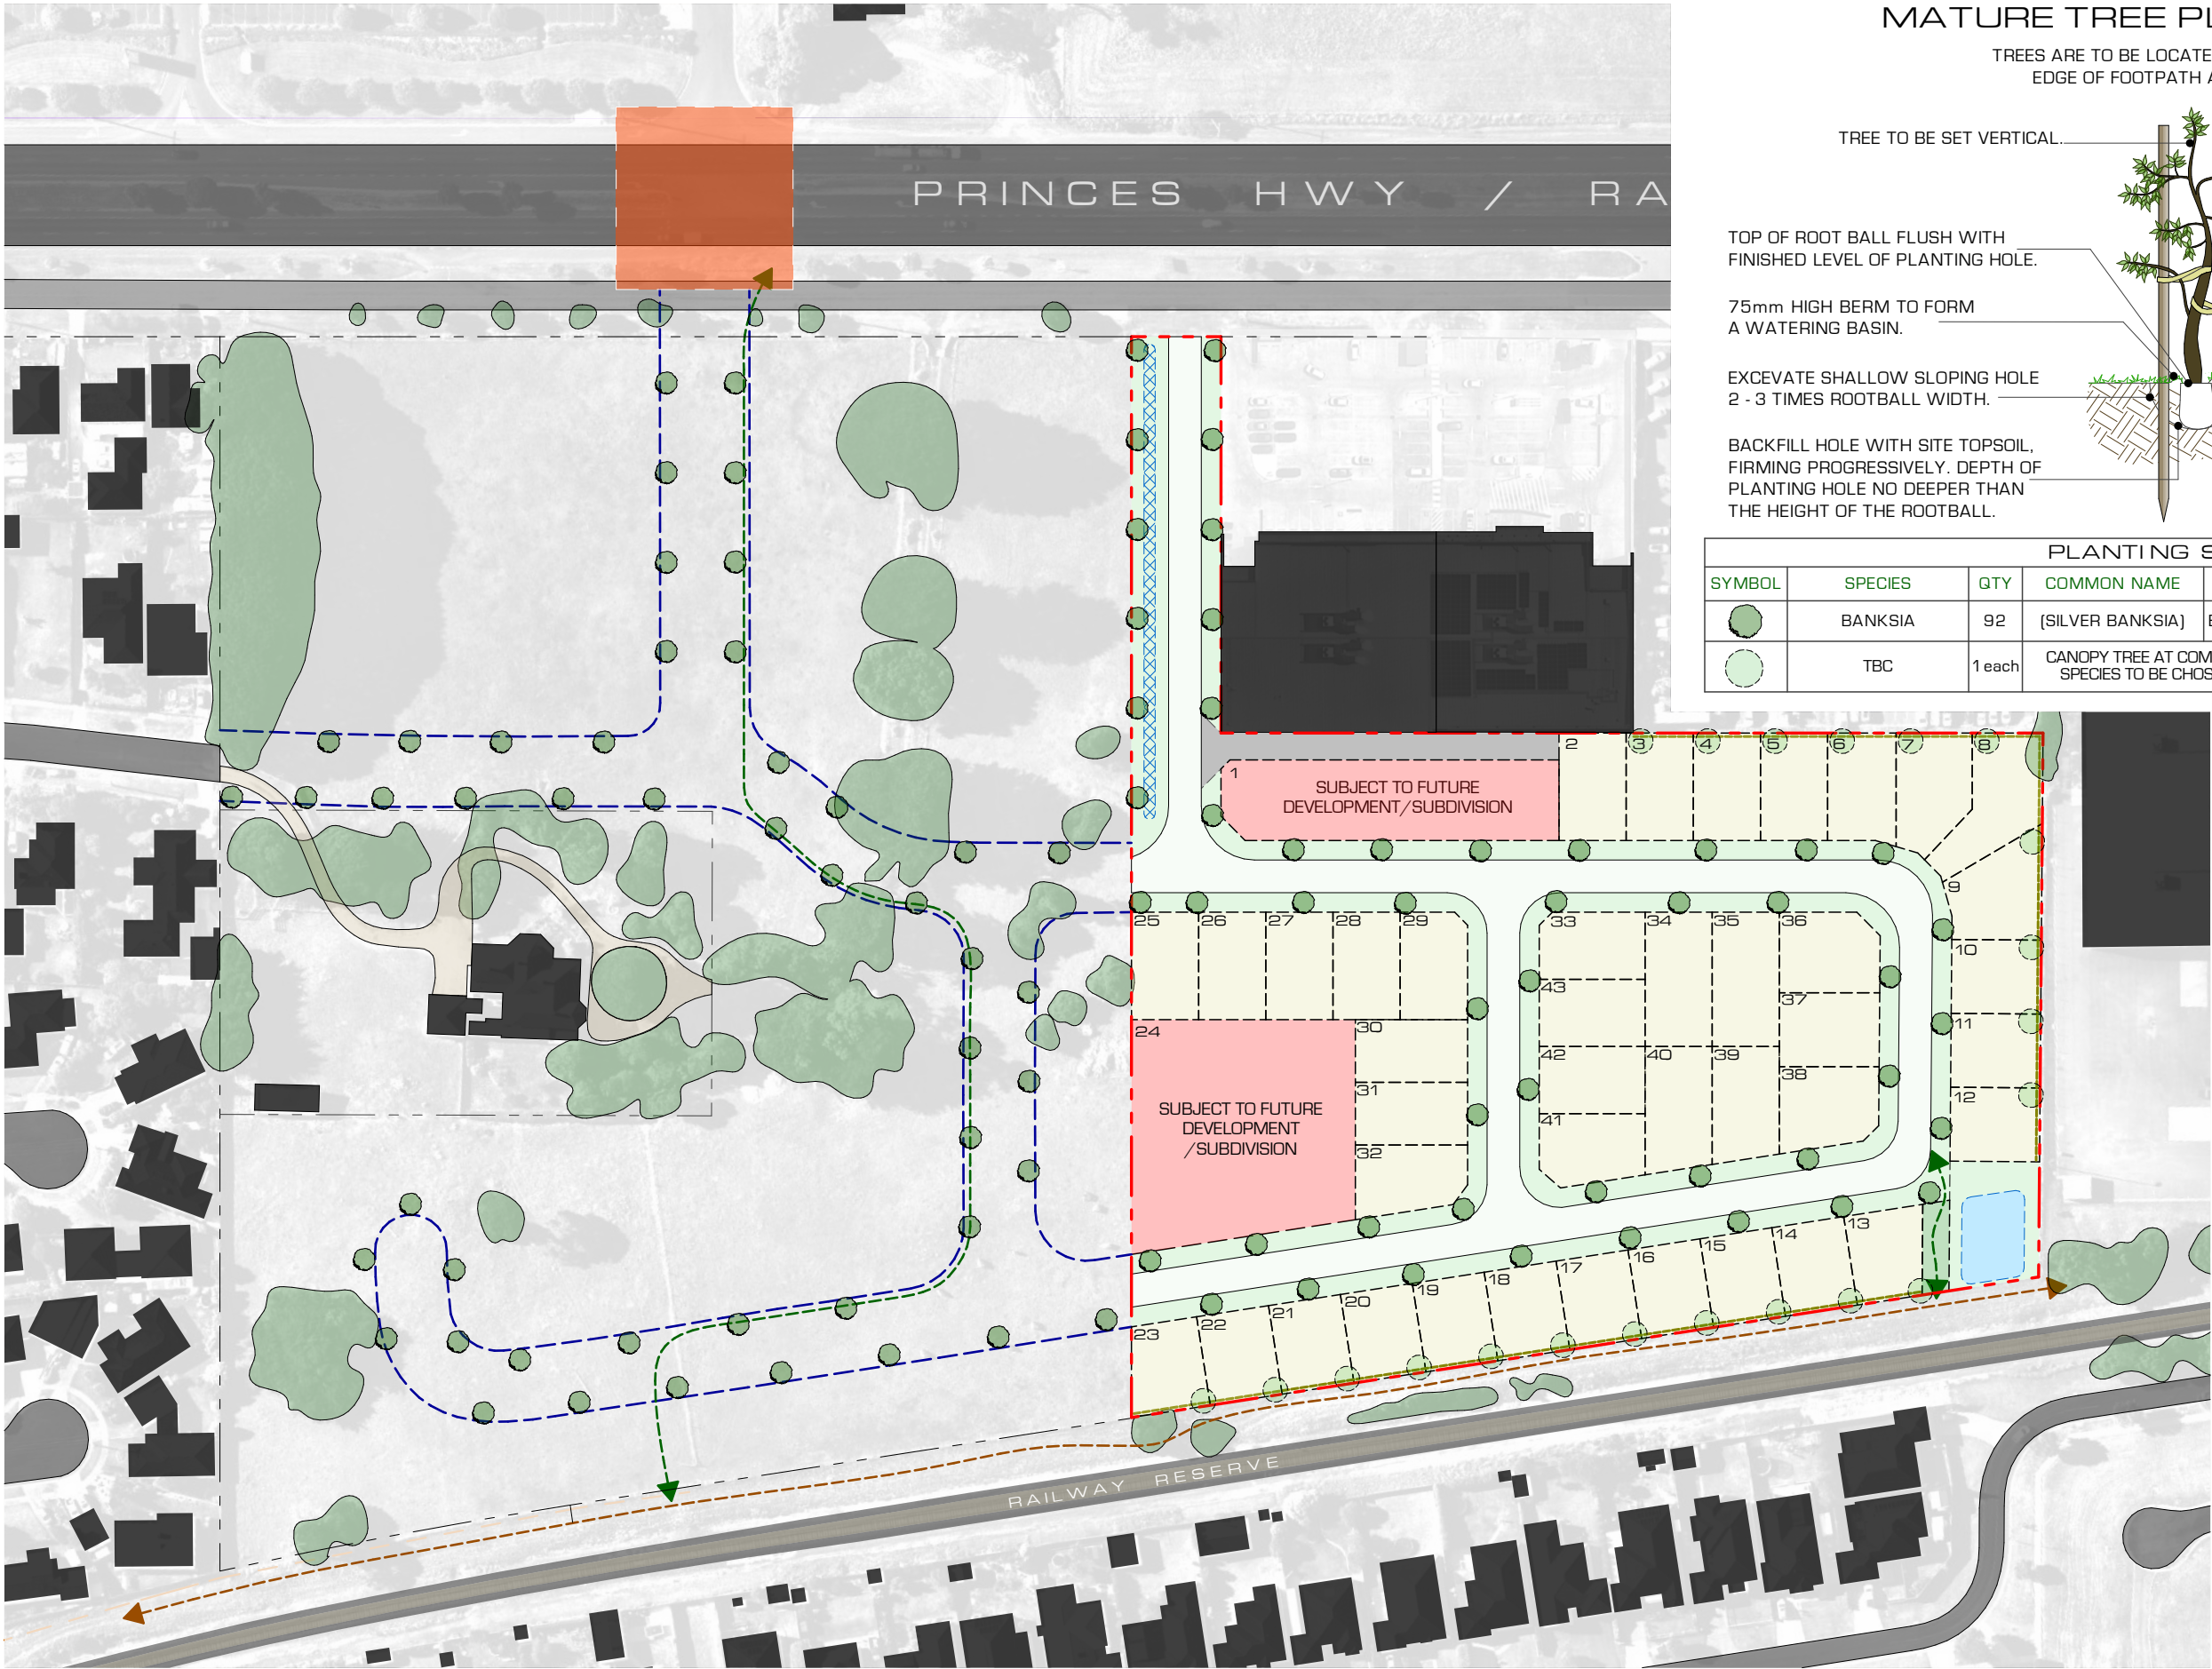 MATURE TREE PL
TREES ARE TO BE LOCATE
EDGE OF FOOTPATH A
TREE TO BE SET VERTICAL.
PRINCES HWY / RA
TOP OF ROOT BALL FLUSH WITH
FINISHED LEVEL OF PLANTING HOLE.
75mm HIGH BERM TO FORM
A WATERING BASIN.
EXCEVATE SHALLOW SLOPING HOLE
2 - 3 TIMES ROOTBALL WIDTH.
BACKFILL HOLE WITH SITE TOPSOIL,
FIRMING PROGRESSIVELY. DEPTH OF
PLANTING HOLE NO DEEPER THAN
THE HEIGHT OF THE ROOTBALL.
PLANTING S
SYMBOL SPECIES QTY COMMON NAME
BANKSIA 92 (SILVER BANKSIA)
TBC 1 each CANOPY TREE AT COM
SPECIES TO BE CHOS
2 3 4 5 6 7 8
1
SUBJECT TO FUTURE
DEVELOPMENT/SUBDIVISION
9
25 26 27 28 29 33 34 35 36
10
43
37
24 30 11
42 40 39
38
31 12
SUBJECT TO FUTURE
DEVELOPMENT
/SUBDIVISION
41
32
13
14
15
16
17
18
19
20
21
22
23
RAILWAY RESERVE